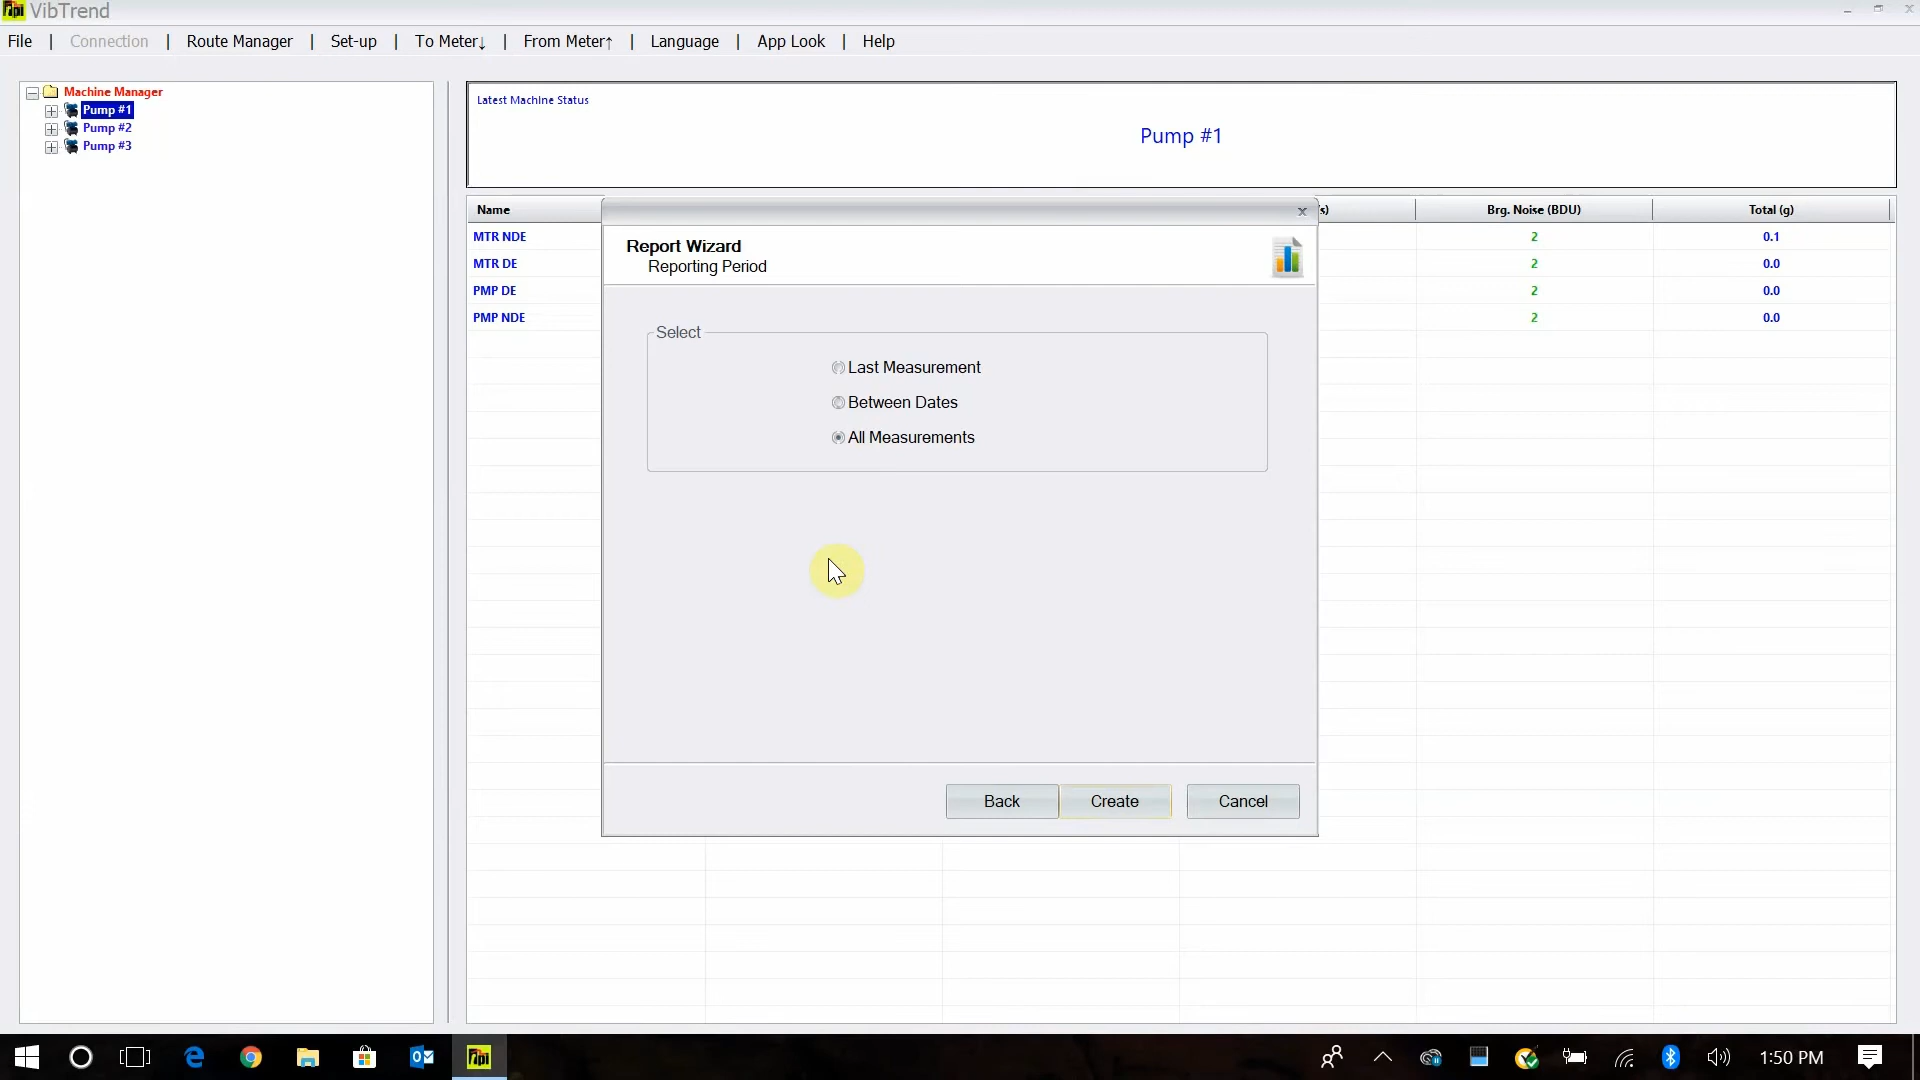 VibTrend
File | Connection | Route Manager | Set-up | To Meter↓ | From Meter↑ | Language | App Look | Help
Machine Manager
Pump #1
Pump #2
Pump #3
Latest Machine Status
Pump #1
Name s) Brg. Noise (BDU) Total (g)
MTR NDE 2 0.1
MTR DE 2 0.0
PMP DE 2 0.0
PMP NDE 2 0.0
Report Wizard
Reporting Period
Select
Last Measurement
Between Dates
All Measurements
Back Create Cancel
1:50 PM